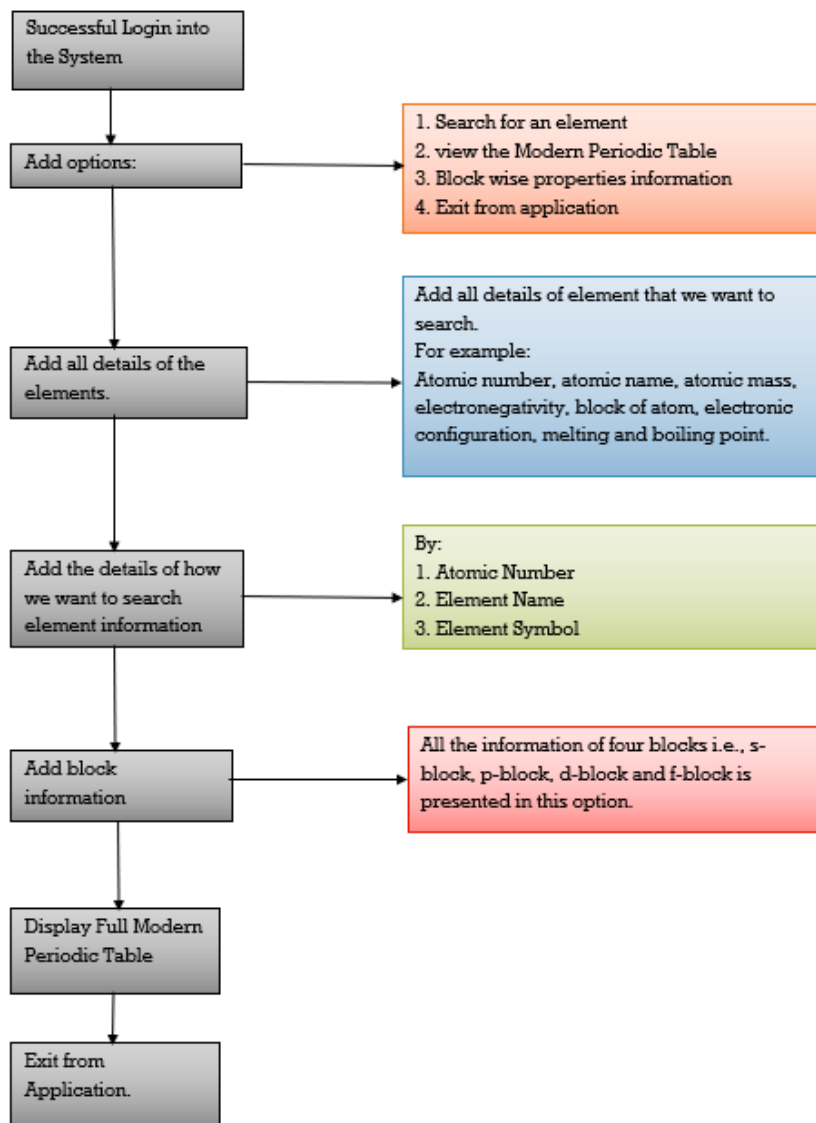 Successful Login into
the System
Add options:
1. Search for an element
2. view the Modern Periodic Table
3. Block wise properties information
4. Exit from application
Add all details of the
elements.
Add all details of element that we want to
search.
For example:
Atomic number, atomic name, atomic mass,
electronegativity, block of atom, electronic
configuration, melting and boiling point.
Add the details of how
we want to search
element information
By:
1. Atomic Number
2. Element Name
3. Element Symbol
Add block
information
All the information of four blocks i.e., s-
block, p-block, d-block and f-block is
presented in this option.
Display Full Modern
Periodic Table
Exit from
Application.